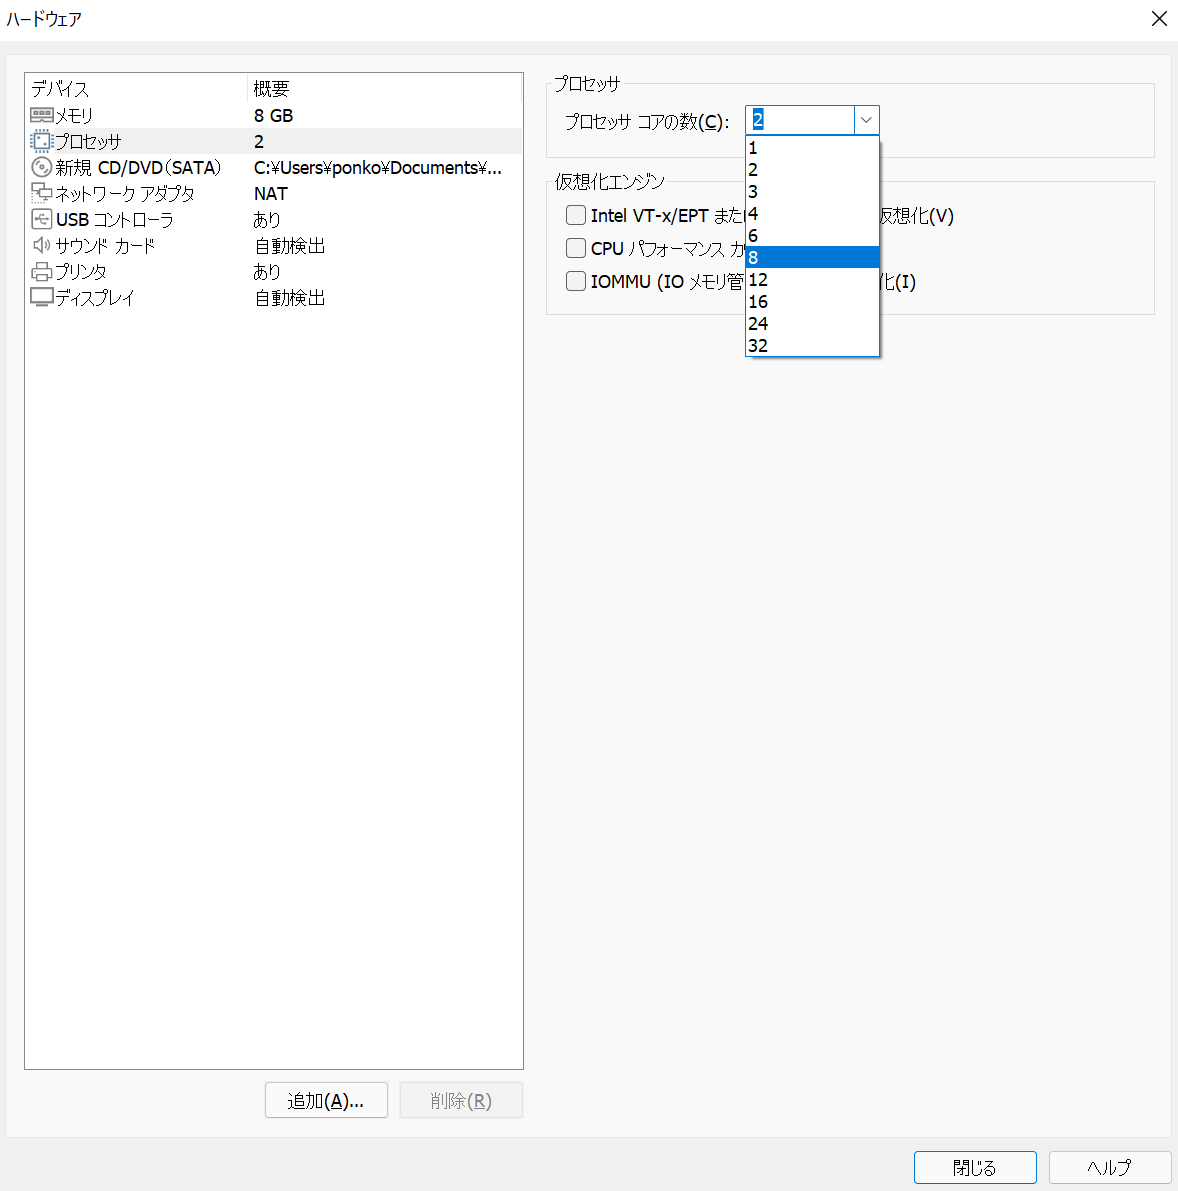 ハードウェア
デバイス 概要
メモリ 8 GB
プロセッサ 2
新規 CD/DVD（SATA） C:¥Users¥ponko¥Documents¥...
ネットワーク アダプタ NAT
USB コントローラ あり
サウンド カード 自動検出
プリンタ あり
ディスプレイ 自動検出
追加(A)... 削除(R)
プロセッサ
プロセッサ コアの数(C): 2
1
2
3
4
6
8
12
16
24
32
仮想化エンジン
Intel VT-x/EPT また 仮想化(V)
CPU パフォーマンス カ
IOMMU (IO メモリ管 化(I)
閉じる ヘルプ